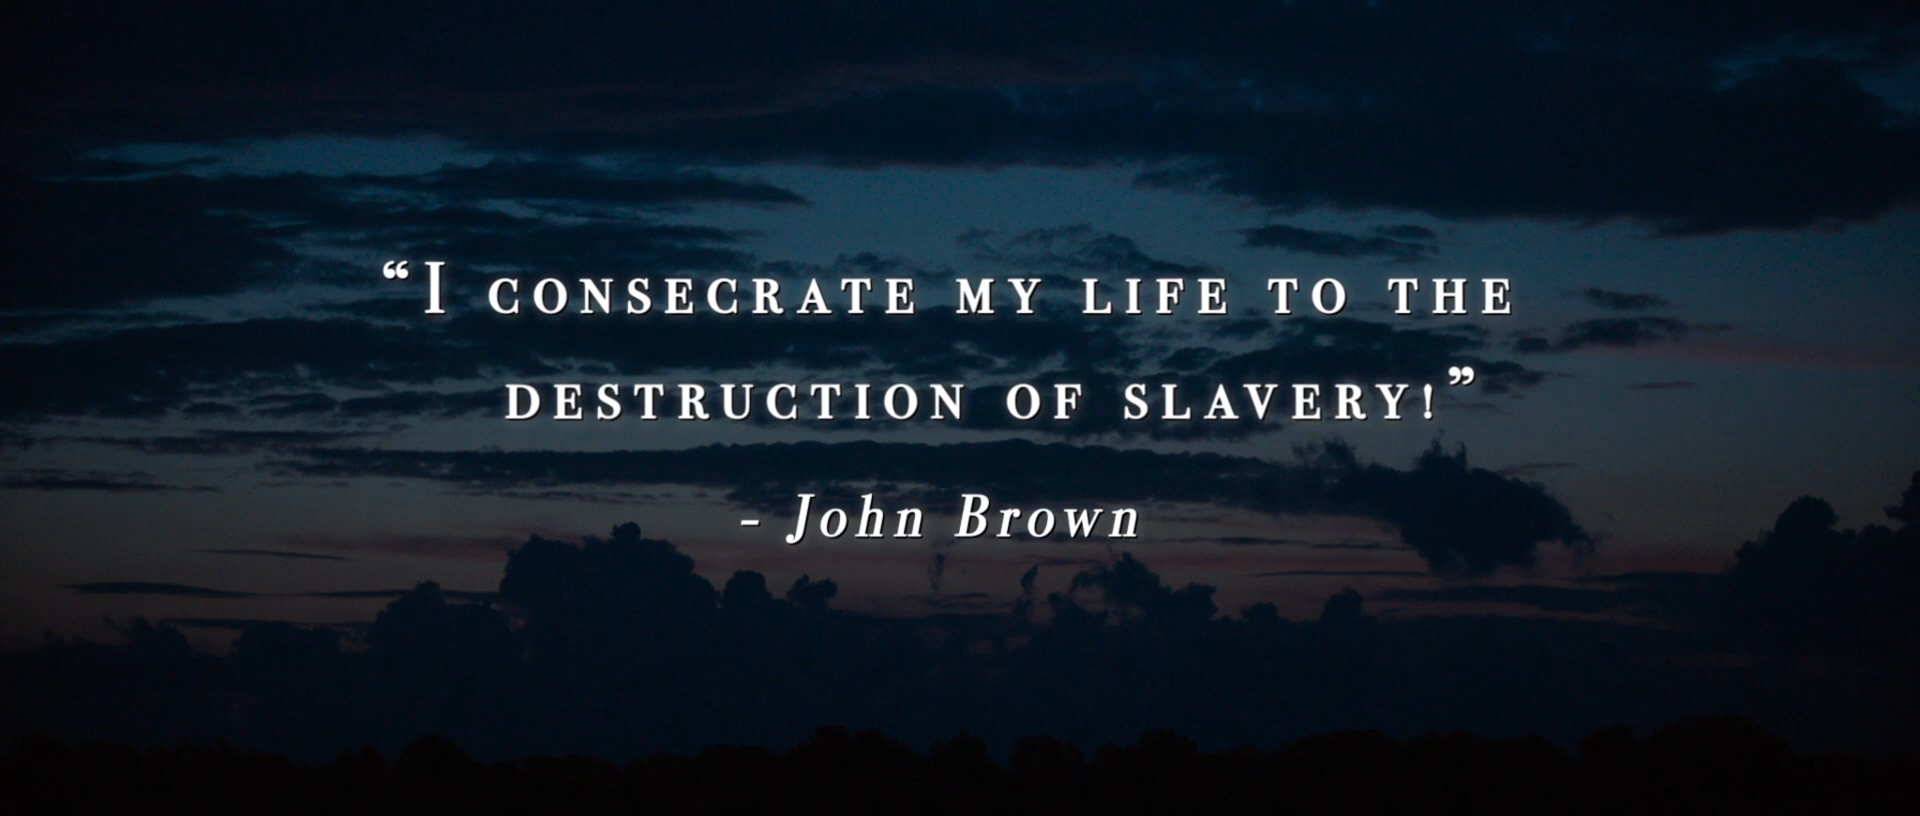 “I CONSECRATE MY LIFE TO THE
DESTRUCTION OF SLAVERY!”
- John Brown